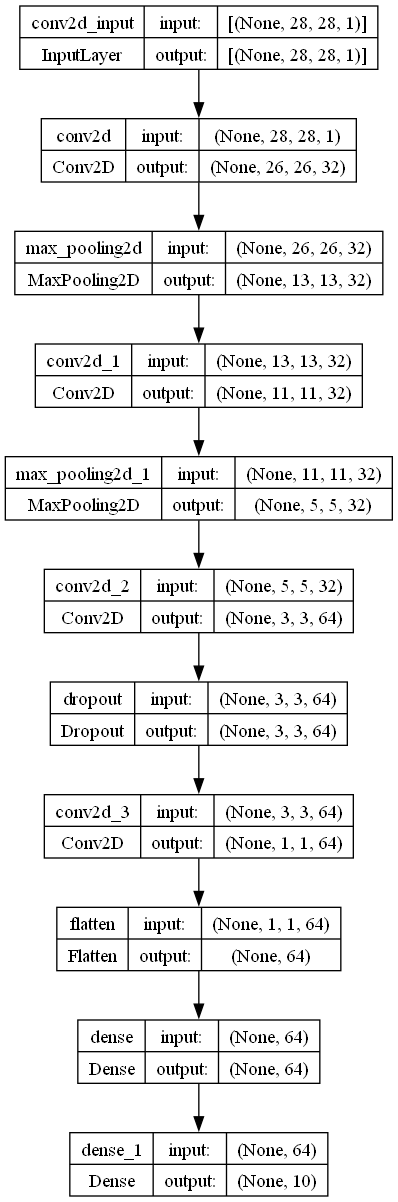 conv2d_input input: [(None, 28, 28, 1)]
InputLayer output: [(None, 28, 28, 1)]
conv2d input: (None, 28, 28, 1)
Conv2D output: (None, 26, 26, 32)
max_pooling2d input: (None, 26, 26, 32)
MaxPooling2D output: (None, 13, 13, 32)
conv2d_1 input: (None, 13, 13, 32)
Conv2D output: (None, 11, 11, 32)
max_pooling2d_1 input: (None, 11, 11, 32)
MaxPooling2D output: (None, 5, 5, 32)
conv2d_2 input: (None, 5, 5, 32)
Conv2D output: (None, 3, 3, 64)
dropout input: (None, 3, 3, 64)
Dropout output: (None, 3, 3, 64)
conv2d_3 input: (None, 3, 3, 64)
Conv2D output: (None, 1, 1, 64)
flatten input: (None, 1, 1, 64)
Flatten output: (None, 64)
dense input: (None, 64)
Dense output: (None, 64)
dense_1 input: (None, 64)
Dense output: (None, 10)